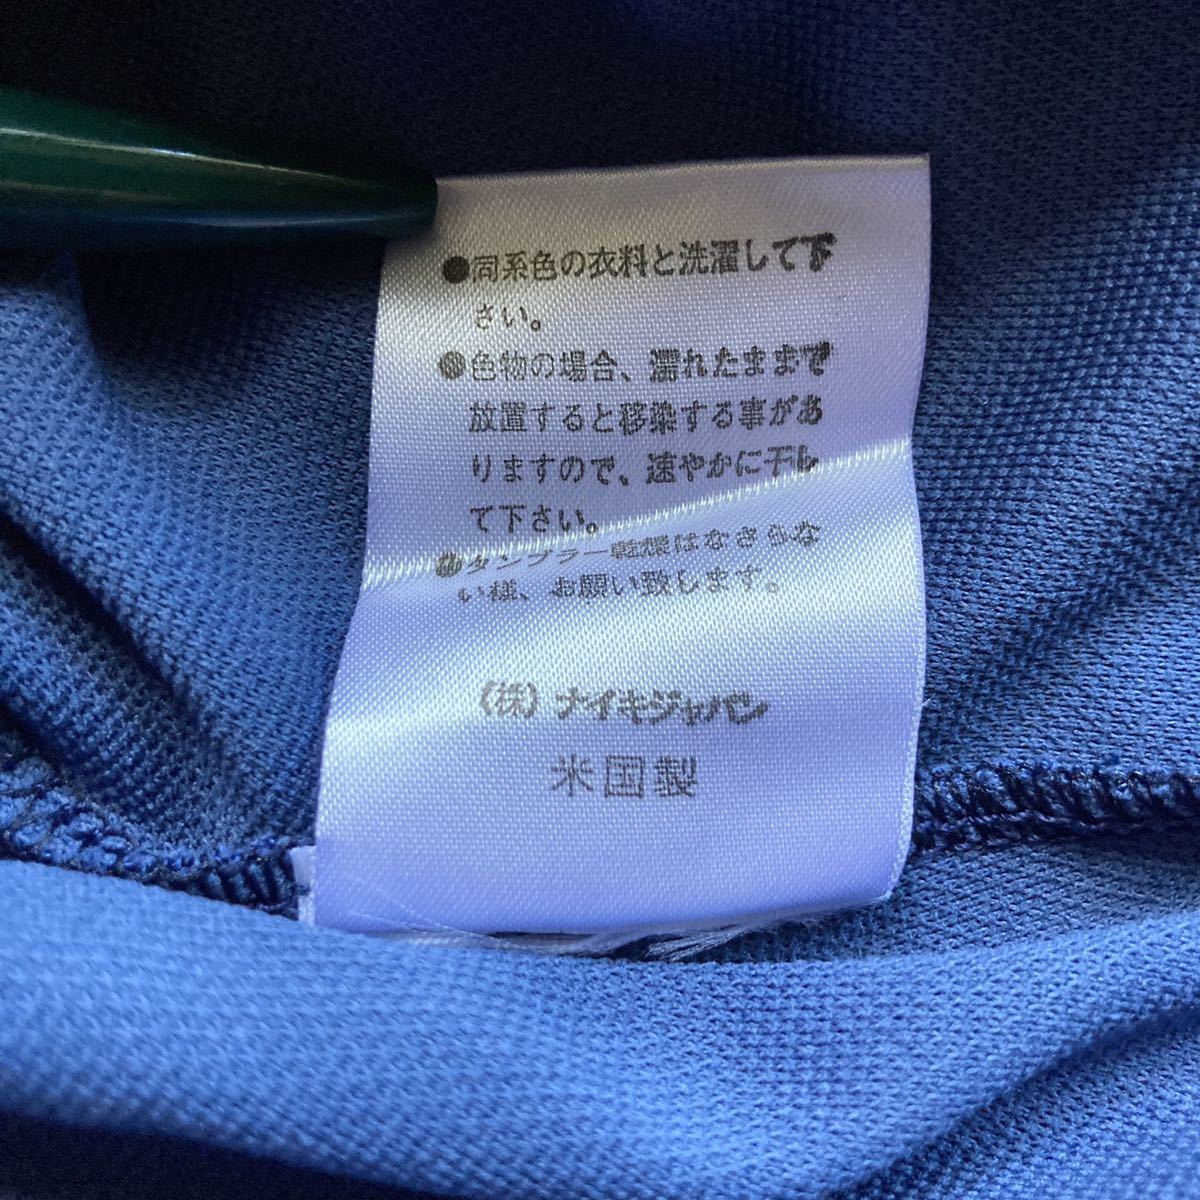 ●同系色の衣料と洗濯して下
さい。
●色物の場合、濡れたままで
放置すると移染する事があ
りますので、速やかに干し
て下さい。
●タンブラー乾燥はなさらな
い様、お願い致します。
(株)ナイキジャパン
米国製